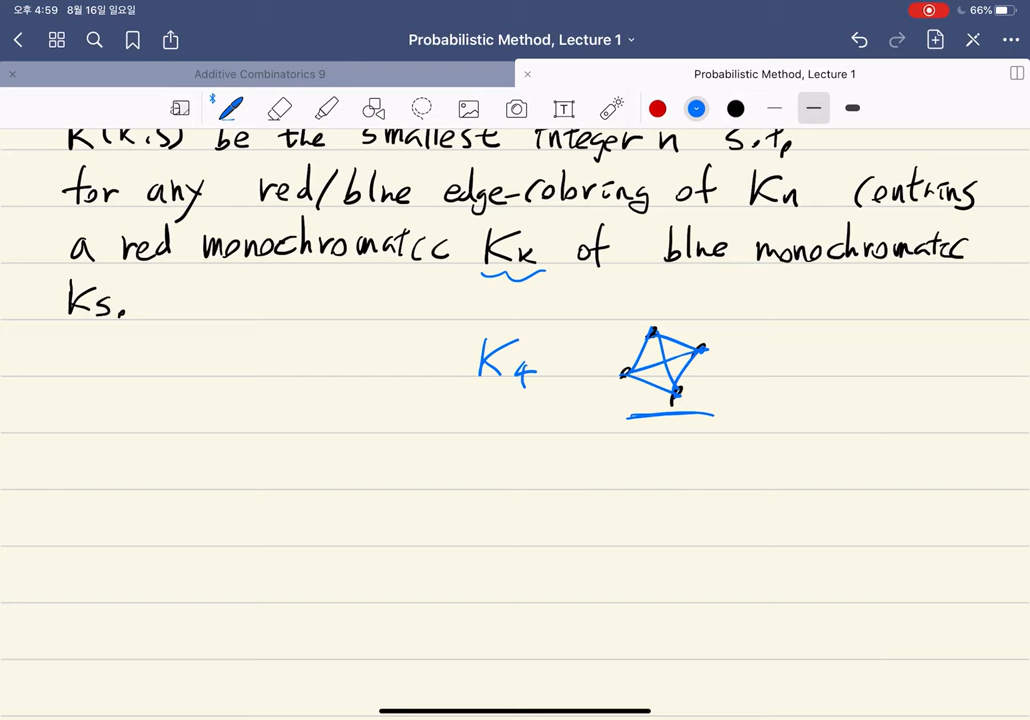 오후 4:59 8월 16일 일요일
66%
Probabilistic Method, Lecture 1
Additive Combinatorics 9
Probabilistic Method, Lecture 1
be the smallest integer n s.t.
for any red/blue edge-coloring of Kn contains
a red monochromatic Kk of blue monochromatic
Ks.
K4